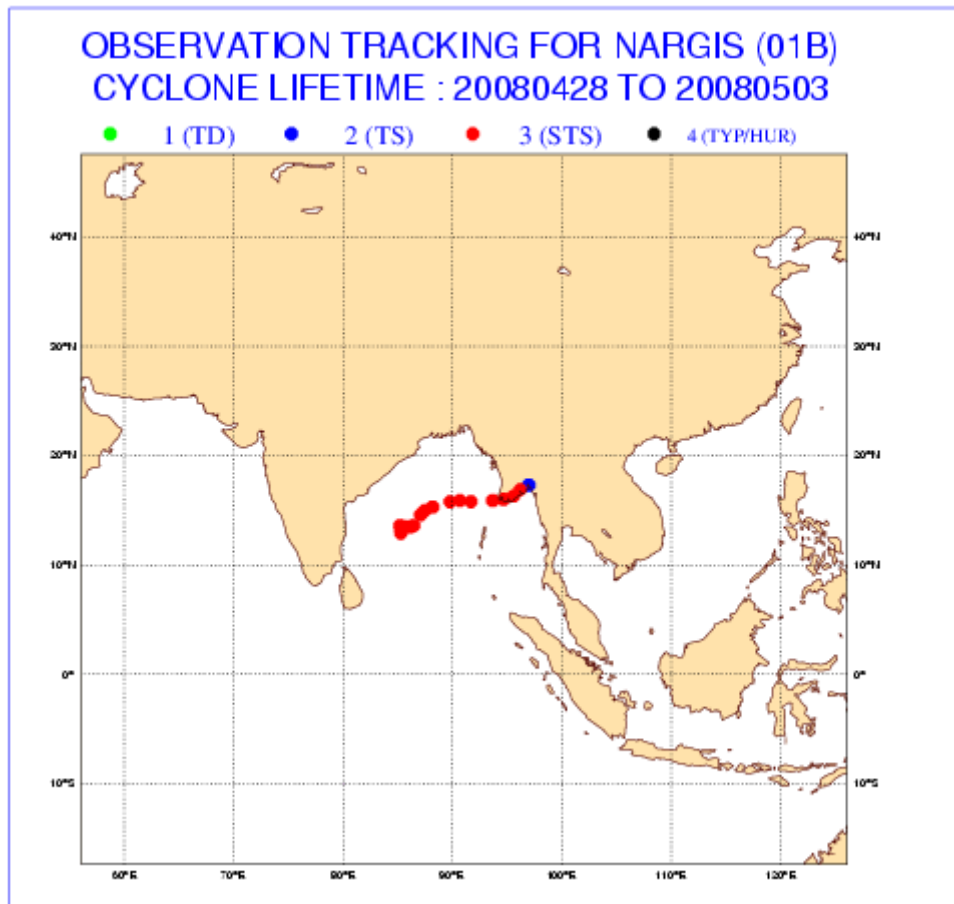 OBSERVATION TRACKING FOR NARGIS (01B)
CYCLONE LIFETIME : 20080428 TO 20080503
1 (TD) 2 (TS) 3 (STS) 4 (TYP/HUR)
40°N 40°N
30°N 30°N
20°N 20°N
10°N 10°N
0° 0°
10°S 10°S
60°E 70°E 80°E 90°E 100°E 110°E 120°E